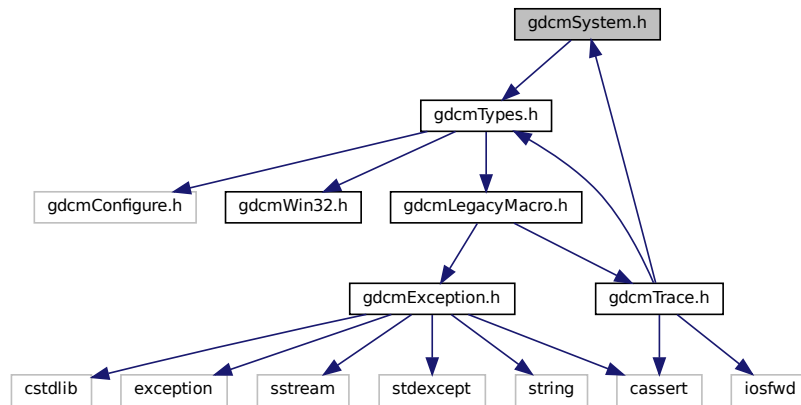 gdcmSystem.h
gdcmTypes.h
gdcmConfigure.h
gdcmWin32.h
gdcmLegacyMacro.h
gdcmException.h
gdcmTrace.h
cstdlib
exception
sstream
stdexcept
string
cassert
iosfwd